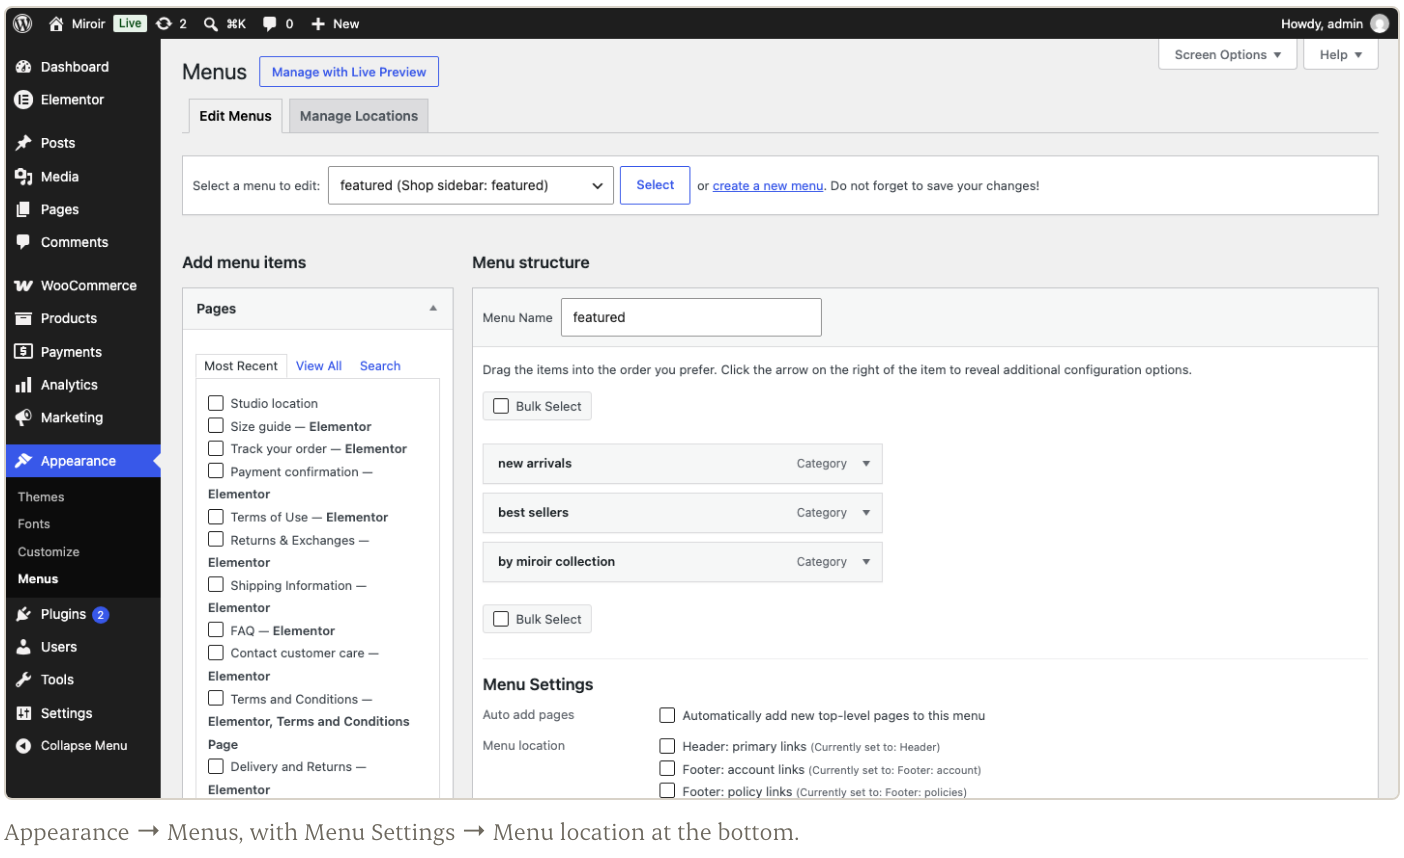 Miroir Live 2 ⌘K 0 New Howdy, admin
Dashboard
Elementor
Posts
Media
Pages
Comments
WooCommerce
Products
Payments
Analytics
Marketing
Appearance
Themes
Fonts
Customize
Menus
Plugins 2
Users
Tools
Settings
Collapse Menu
Screen Options Help
Menus Manage with Live Preview
Edit Menus Manage Locations
Select a menu to edit: featured (Shop sidebar: featured) Select or create a new menu. Do not forget to save your changes!
Add menu items
Pages
Most Recent View All Search
Studio location
Size guide — Elementor
Track your order — Elementor
Payment confirmation —
Elementor
Terms of Use — Elementor
Returns & Exchanges —
Elementor
Shipping Information —
Elementor
FAQ — Elementor
Contact customer care —
Elementor
Terms and Conditions —
Elementor, Terms and Conditions
Page
Delivery and Returns —
Elementor
Menu structure
Menu Name featured
Drag the items into the order you prefer. Click the arrow on the right of the item to reveal additional configuration options.
Bulk Select
new arrivals Category
best sellers Category
by miroir collection Category
Bulk Select
Menu Settings
Auto add pages Automatically add new top-level pages to this menu
Menu location Header: primary links (Currently set to: Header)
Footer: account links (Currently set to: Footer: account)
Footer: policy links (Currently set to: Footer: policies)
Appearance → Menus, with Menu Settings → Menu location at the bottom.